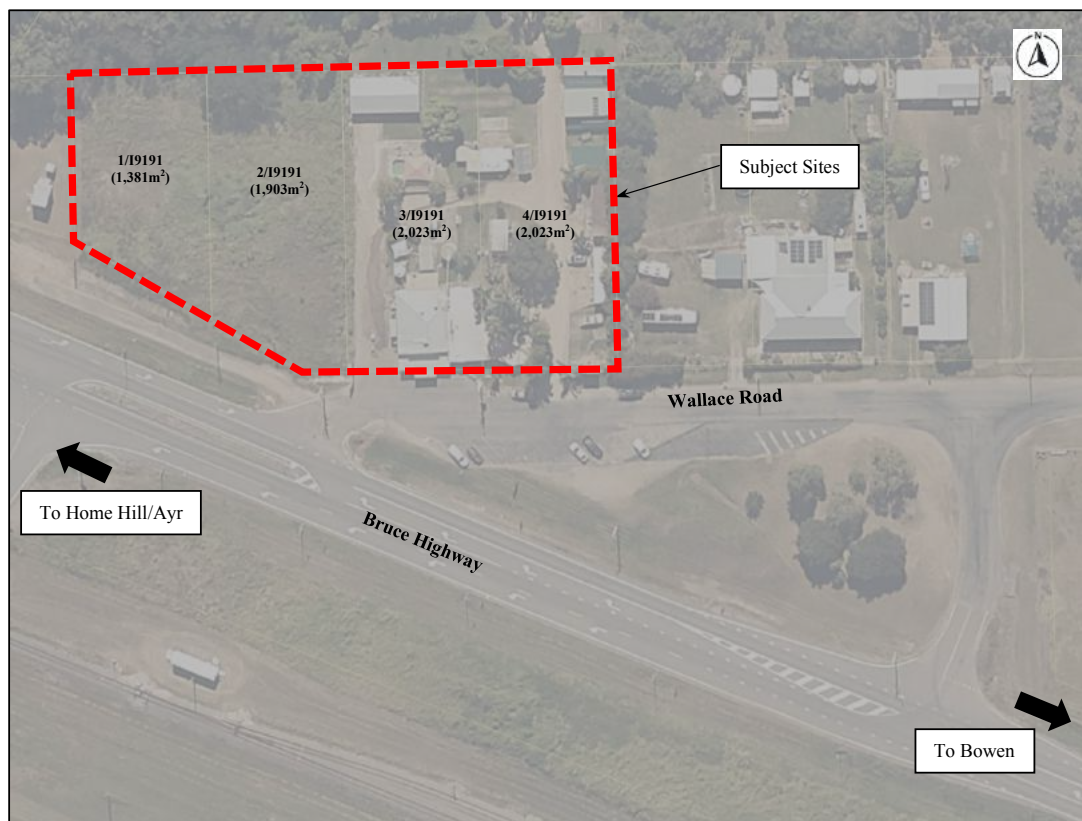 N
1/I9191
(1,381m²)
2/I9191
(1,903m²)
Subject Sites
3/I9191
(2,023m²)
4/I9191
(2,023m²)
Wallace Road
To Home Hill/Ayr
Bruce Highway
To Bowen